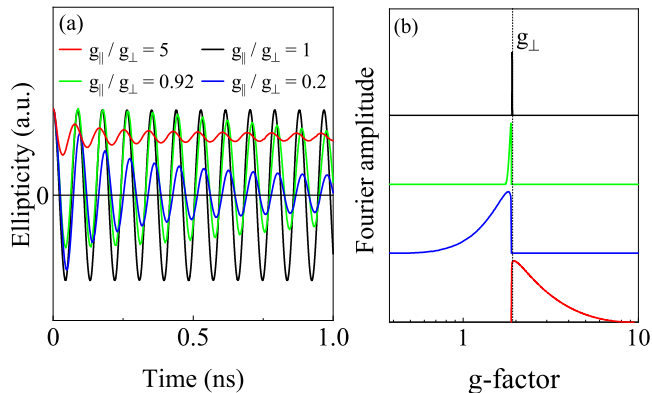 (a)
g∥ / g⊥ = 5 g∥ / g⊥ = 1
g∥ / g⊥ = 0.92 g∥ / g⊥ = 0.2
Ellipticity (a.u.)
0
0 0.5 1.0
Time (ns)
(b)
g⊥
Fourier amplitude
1 10
g-factor